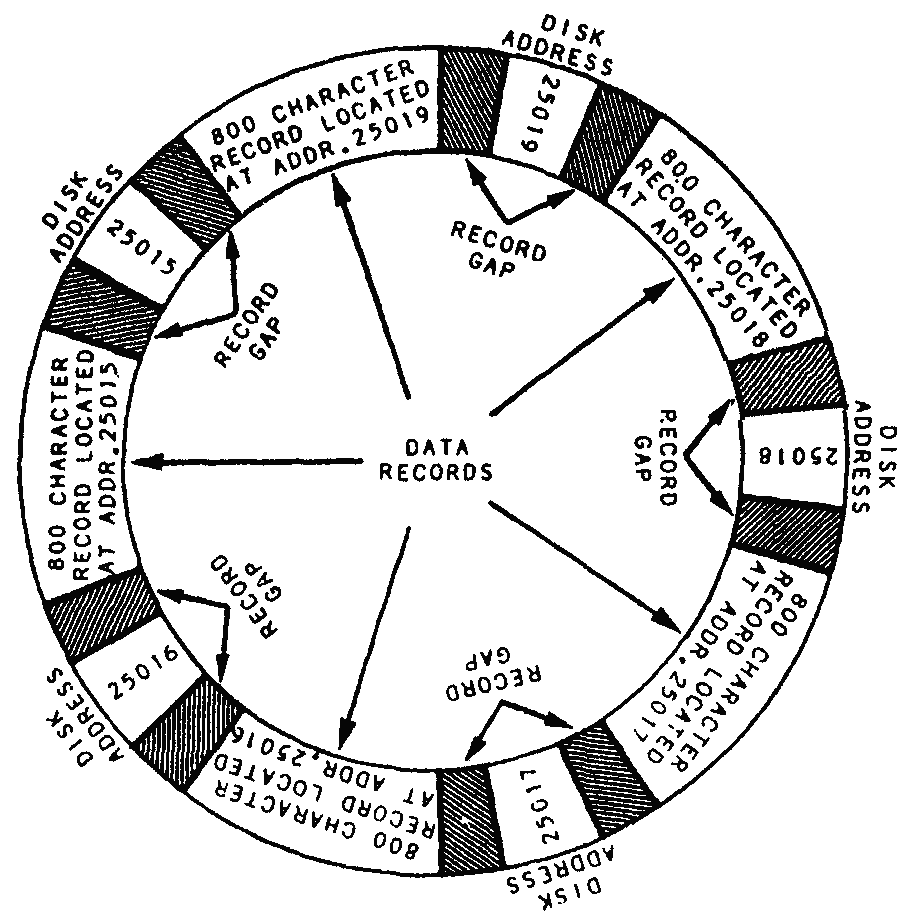 DISK
ADDRESS
25019
800 CHARACTER
RECORD LOCATED
AT ADDR.25019
800 CHARACTER
RECORD LOCATED
AT ADDR.25018
RECORD
GAP
DISK
ADDRESS
25015
RECORD
GAP
800 CHARACTER
RECORD LOCATED
AT ADDR.25015
DATA
RECORDS
RECORD
GAP
25018
DISK
ADDRESS
RECORD
GAP
25016
DISK
ADDRESS
RECORD
GAP
800 CHARACTER
RECORD LOCATED
AT ADDR.25017
800 CHARACTER
RECORD LOCATED
AT ADDR.25016
25017
DISK
ADDRESS